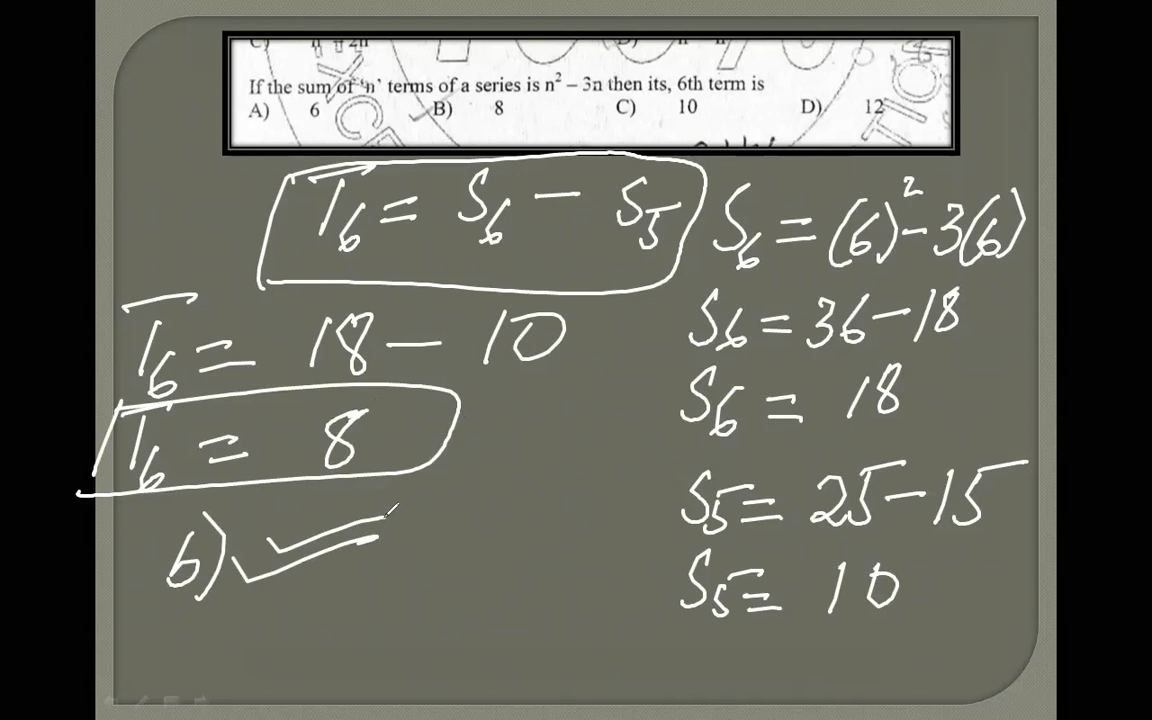 If the sum of 'n' terms of a series is n² – 3n then its, 6th term is
A) 6 B) 8 C) 10 D) 12
T₆ = S₆ – S₅
T₆ = 18 – 10
T₆ = 8
b)
S₆ = (6)² – 3(6)
S₆ = 36 – 18
S₆ = 18
S₅ = 25 – 15
S₅ = 10